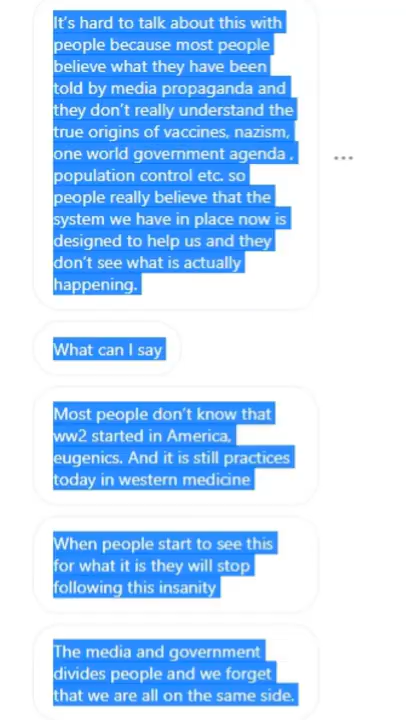 It's hard to talk about this with
people because most people
believe what they have been
told by media propaganda and
they don't really understand the
true origins of vaccines, nazism,
one world government agenda ,
population control etc. so
people really believe that the
system we have in place now is
designed to help us and they
don't see what is actually
happening.
What can I say
Most people don't know that
ww2 started in America,
eugenics. And it is still practices
today in western medicine
When people start to see this
for what it is they will stop
following this insanity
The media and government
divides people and we forget
that we are all on the same side.